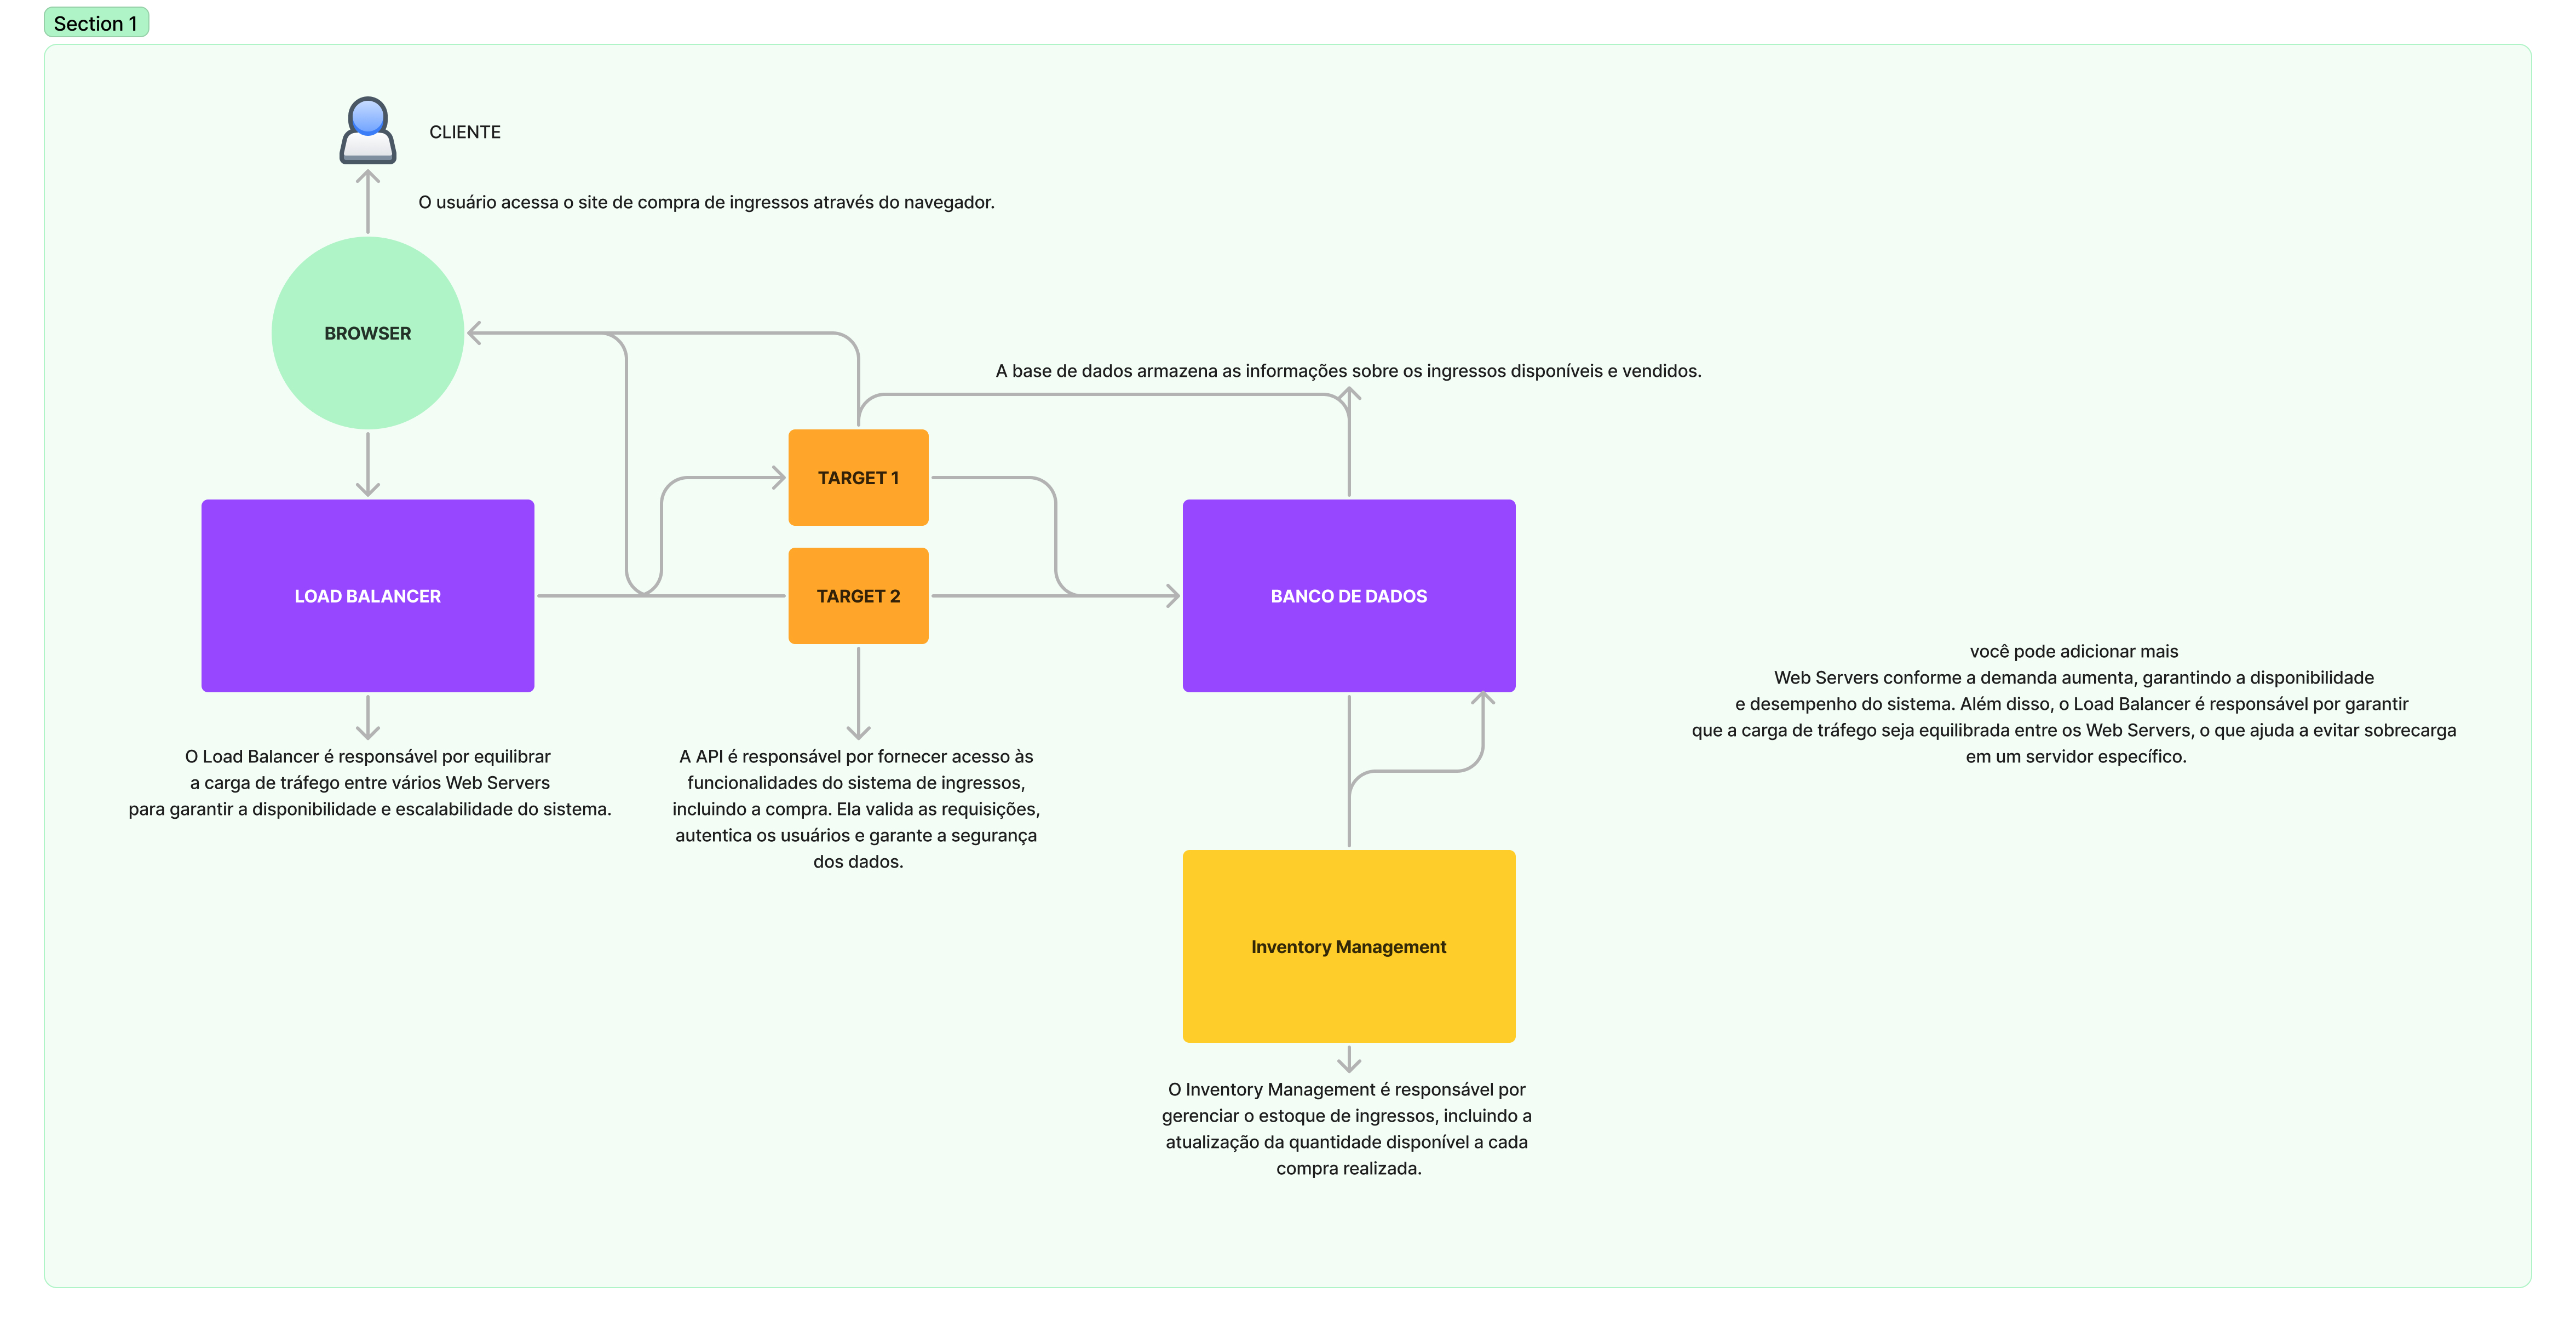 Section 1
CLIENTE
O usuário acessa o site de compra de ingressos através do navegador.
BROWSER
A base de dados armazena as informações sobre os ingressos disponíveis e vendidos.
TARGET 1
LOAD BALANCER
TARGET 2
BANCO DE DADOS
você pode adicionar mais
Web Servers conforme a demanda aumenta, garantindo a disponibilidade
e desempenho do sistema. Além disso, o Load Balancer é responsável por garantir
que a carga de tráfego seja equilibrada entre os Web Servers, o que ajuda a evitar sobrecarga
em um servidor específico.
O Load Balancer é responsável por equilibrar
a carga de tráfego entre vários Web Servers
para garantir a disponibilidade e escalabilidade do sistema.
A API é responsável por fornecer acesso às
funcionalidades do sistema de ingressos,
incluindo a compra. Ela valida as requisições,
autentica os usuários e garante a segurança
dos dados.
Inventory Management
O Inventory Management é responsável por
gerenciar o estoque de ingressos, incluindo a
atualização da quantidade disponível a cada
compra realizada.